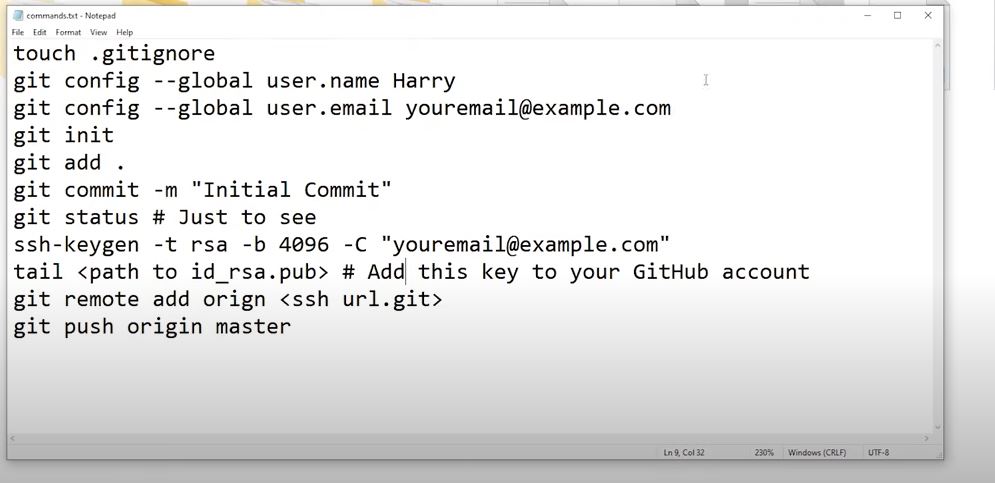 commands.txt - Notepad
File Edit Format View Help
touch .gitignore
git config --global user.name Harry
git config --global user.email youremail@example.com
git init
git add .
git commit -m "Initial Commit"
git status # Just to see
ssh-keygen -t rsa -b 4096 -C "youremail@example.com"
tail <path to id_rsa.pub> # Add this key to your GitHub account
git remote add orign <ssh url.git>
git push origin master
Ln 9, Col 32 230% Windows (CRLF) UTF-8